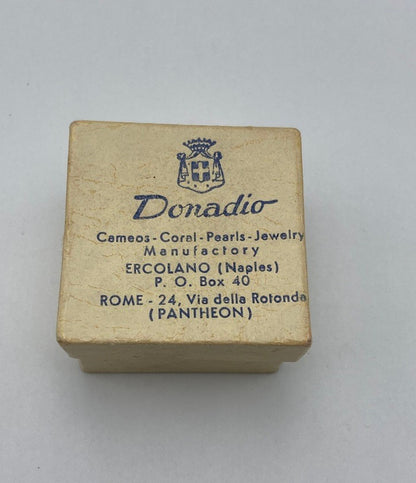 Donadio
Cameos - Coral - Pearls - Jewelry
Manufactory
ERCOLANO (Naples)
P. O. Box 40
ROME - 24, Via della Rotonda
(PANTHEON)